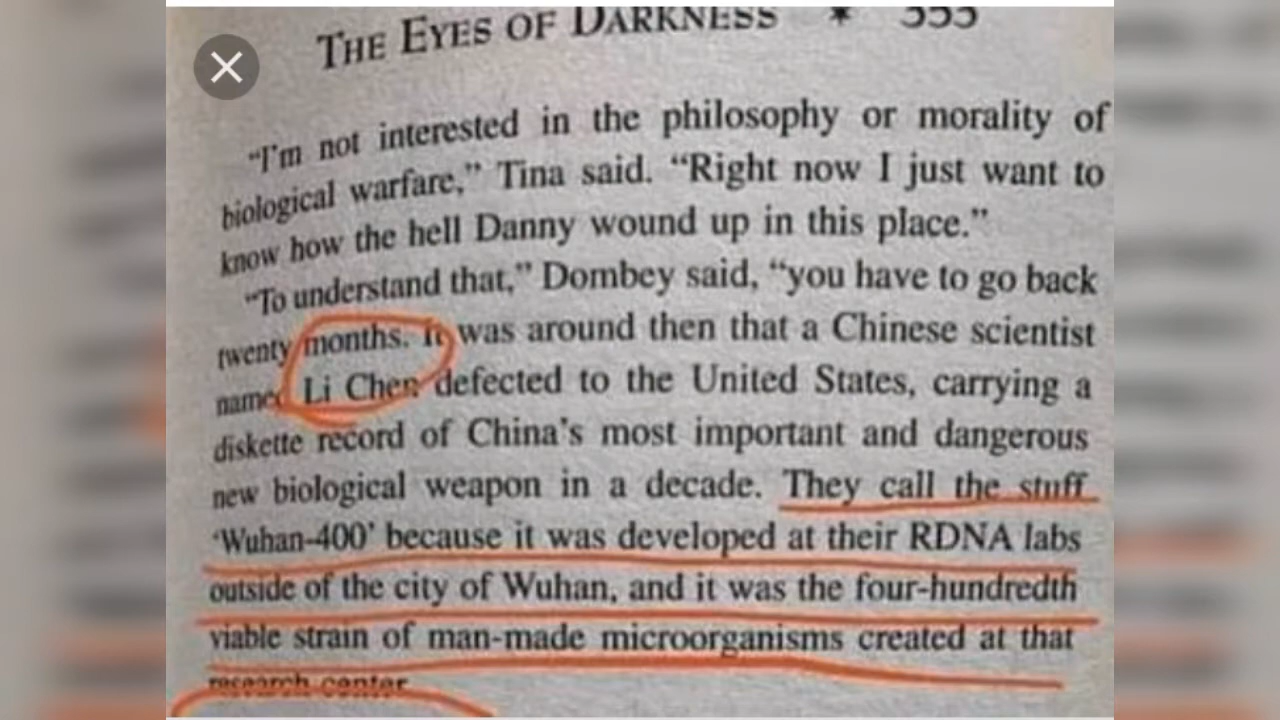 THE EYES OF DARKNESS * 353
"I'm not interested in the philosophy or morality of
biological warfare," Tina said. "Right now I just want to
know how the hell Danny wound up in this place."
"To understand that," Dombey said, "you have to go back
twenty months. It was around then that a Chinese scientist
named Li Chen defected to the United States, carrying a
diskette record of China's most important and dangerous
new biological weapon in a decade. They call the stuff
'Wuhan-400' because it was developed at their RDNA labs
outside of the city of Wuhan, and it was the four-hundredth
viable strain of man-made microorganisms created at that
research center.